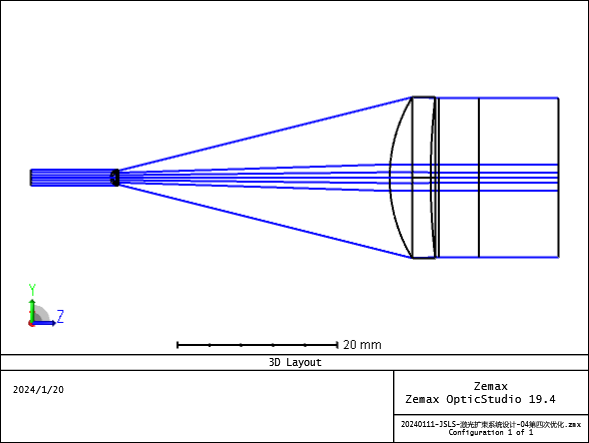 Y
Z
20 mm
3D Layout
2024/1/20
Zemax
Zemax OpticStudio 19.4
20240111-JSLS-激光扩束系统设计-04第四次优化.zmx
Configuration 1 of 1